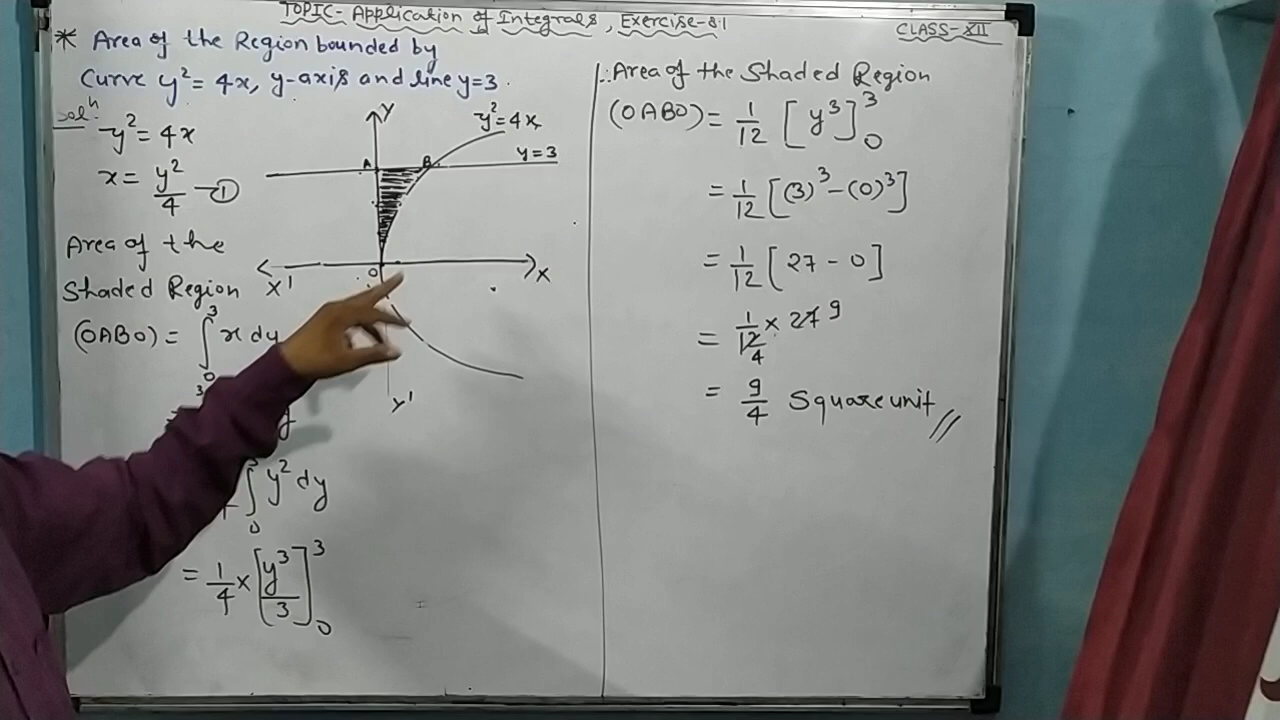 TOPIC- Application of Integrals, Exercise-8.1
CLASS-XII
* Area of the Region bounded by
Curve y² = 4x, y-axis and line y=3.
Solⁿ
y² = 4x
x = y²/4 —①
Area of the
Shaded Region
(OABO) = ∫₀³ x dy
∫₀³ y² dy
= 1/4 × [y³/3]₀³
Y
y²=4x
A
B
y=3
O
X'
X
Y'
∴ Area of the Shaded Region
(OABO) = 1/12 [y³]₀³
= 1/12 [(3)³-(0)³]
= 1/12 [27 - 0]
= 1/12 × 27 9
4
= 9/4 Square unit //